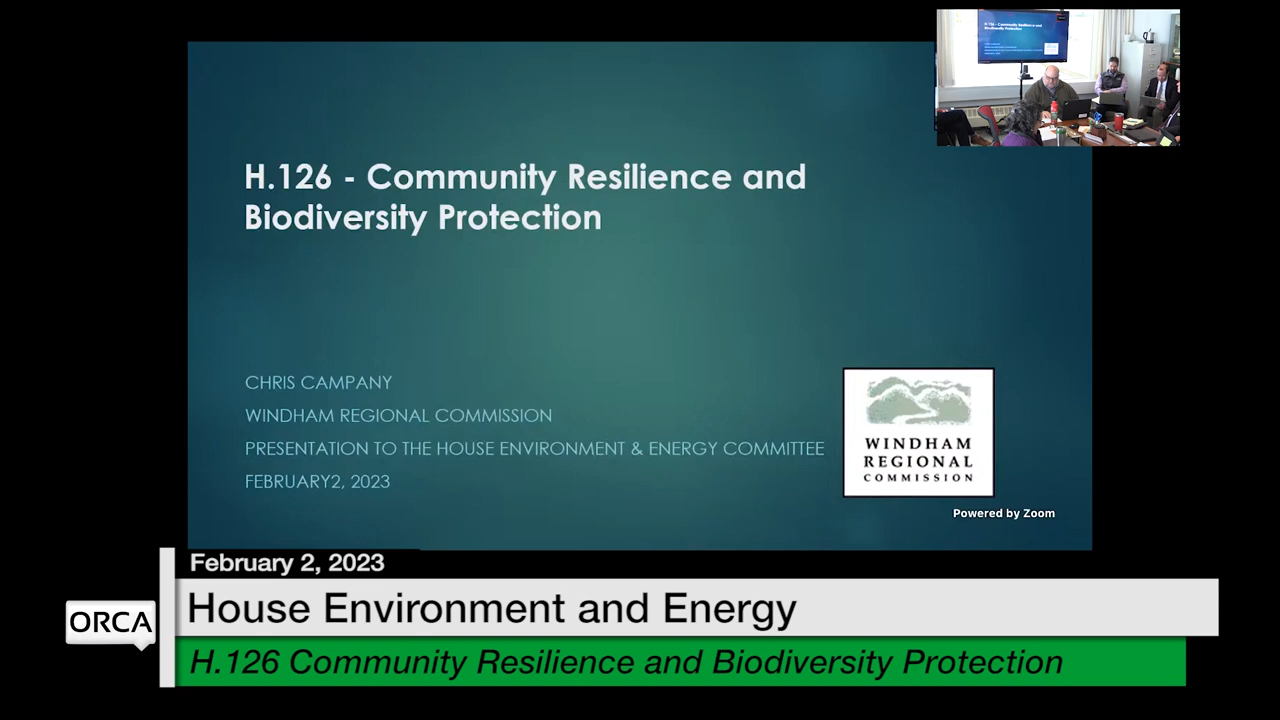 H.126 - Community Resilience and
Biodiversity Protection
CHRIS CAMPANY
WINDHAM REGIONAL COMMISSION
PRESENTATION TO THE HOUSE ENVIRONMENT & ENERGY COMMITTEE
FEBRUARY2, 2023
WINDHAM
REGIONAL
COMMISSION
Powered by Zoom
February 2, 2023
House Environment and Energy
ORCA
H.126 Community Resilience and Biodiversity Protection